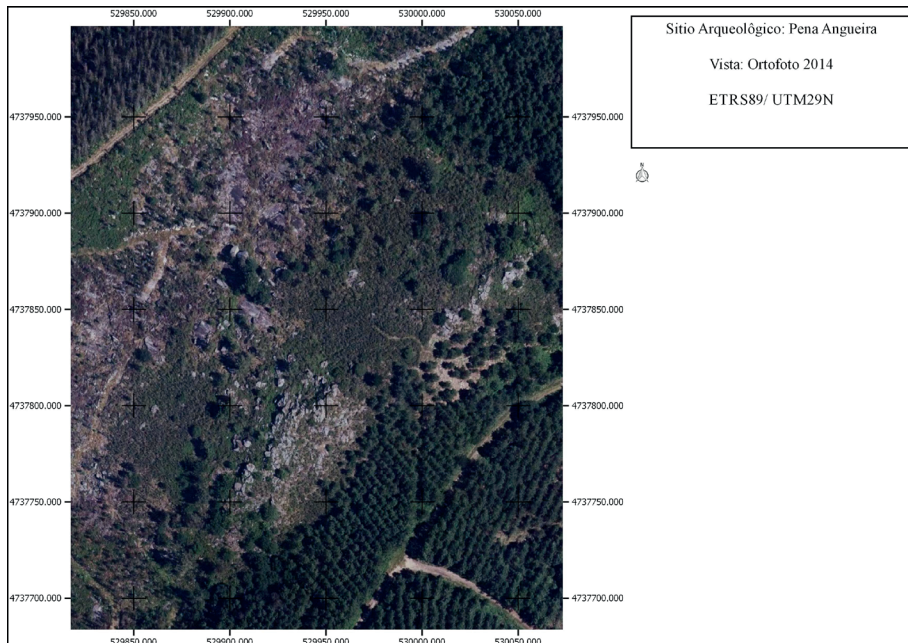 529850.000 529900.000 529950.000 530000.000 530050.000
Sitio Arqueolôgico: Pena Angueira
Vista: Ortofoto 2014
ETRS89/ UTM29N
4737950.000 4737950.000
N
4737900.000 4737900.000
4737850.000 4737850.000
4737800.000 4737800.000
4737750.000 4737750.000
4737700.000 4737700.000
529850.000 529900.000 529950.000 530000.000 530050.000